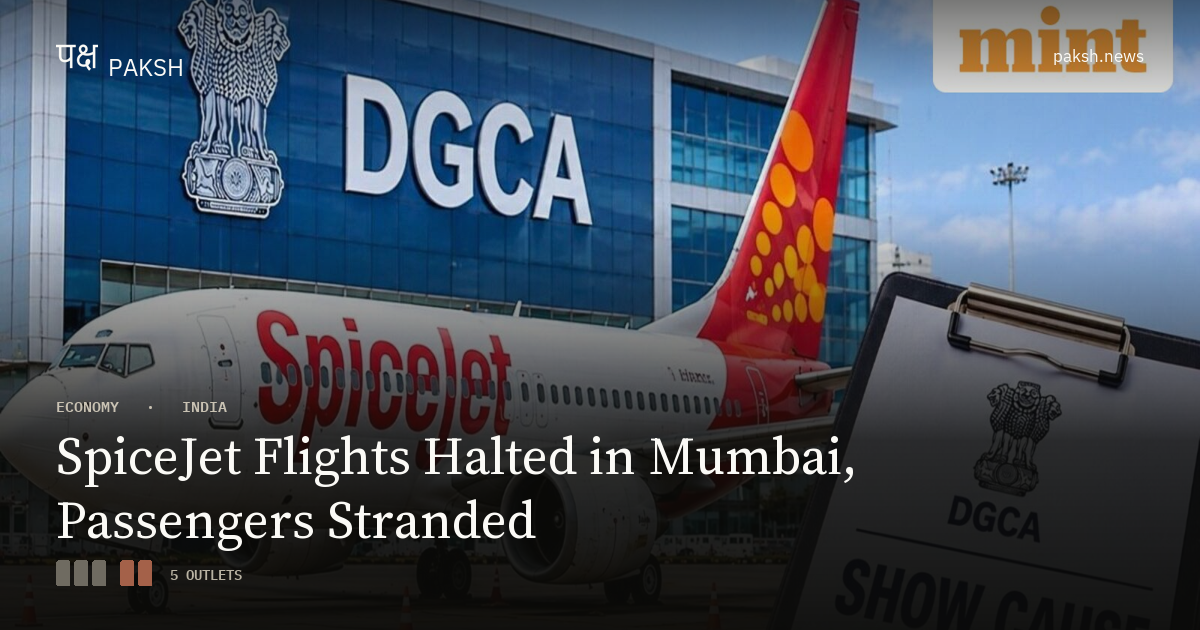 पक्ष PAKSH
mint
paksh.news
DGCA
SpiceJet
ECONOMY · INDIA
SpiceJet Flights Halted in Mumbai,
Passengers Stranded
5 OUTLETS
DGCA
SHOW CAUSE